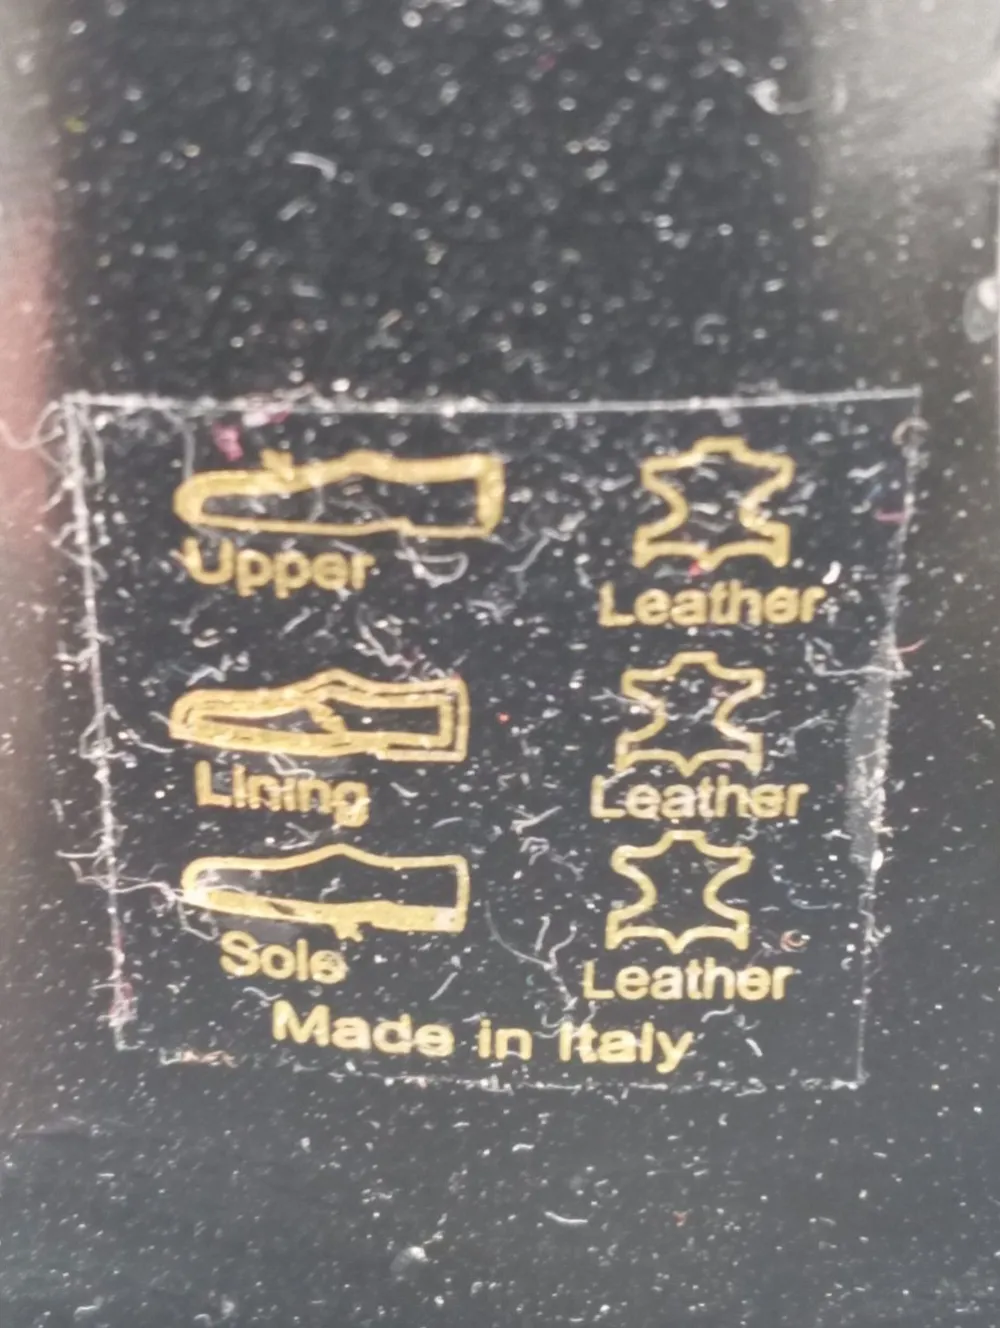 Upper
Leather
Lining
Leather
Sole
Leather
Made in Italy